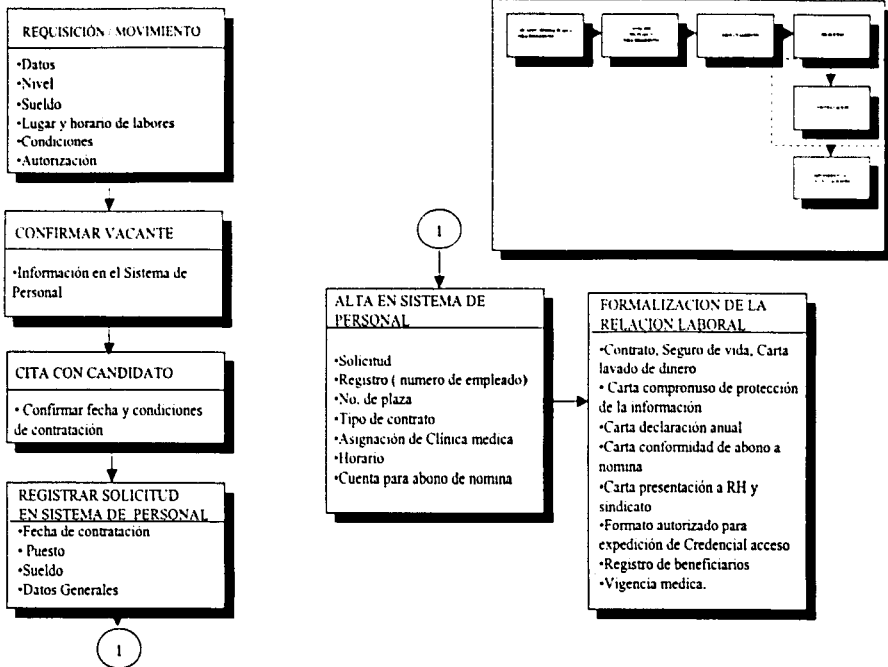 REQUISICIÓN / MOVIMIENTO
•Datos
•Nivel
•Sueldo
•Lugar y horario de labores
•Condiciones
•Autorización
CONFIRMAR VACANTE
•Información en el Sistema de
Personal
CITA CON CANDIDATO
• Confirmar fecha y condiciones
de contratación
REGISTRAR SOLICITUD
EN SISTEMA DE PERSONAL
•Fecha de contratación
• Puesto
•Sueldo
•Datos Generales
1
1
ALTA EN SISTEMA DE
PERSONAL
•Solicitud
•Registro ( numero de empleado)
•No. de plaza
•Tipo de contrato
•Asignación de Clínica medica
•Horario
•Cuenta para abono de nomina
FORMALIZACION DE LA
RELACION LABORAL
•Contrato, Seguro de vida, Carta
lavado de dinero
• Carta compromiso de protección
de la información
•Carta declaración anual
•Carta conformidad de abono a
nomina
•Carta presentación a RH y
sindicato
•Formato autorizado para
expedición de Credencial acceso
•Registro de beneficiarios
•Vigencia medica.